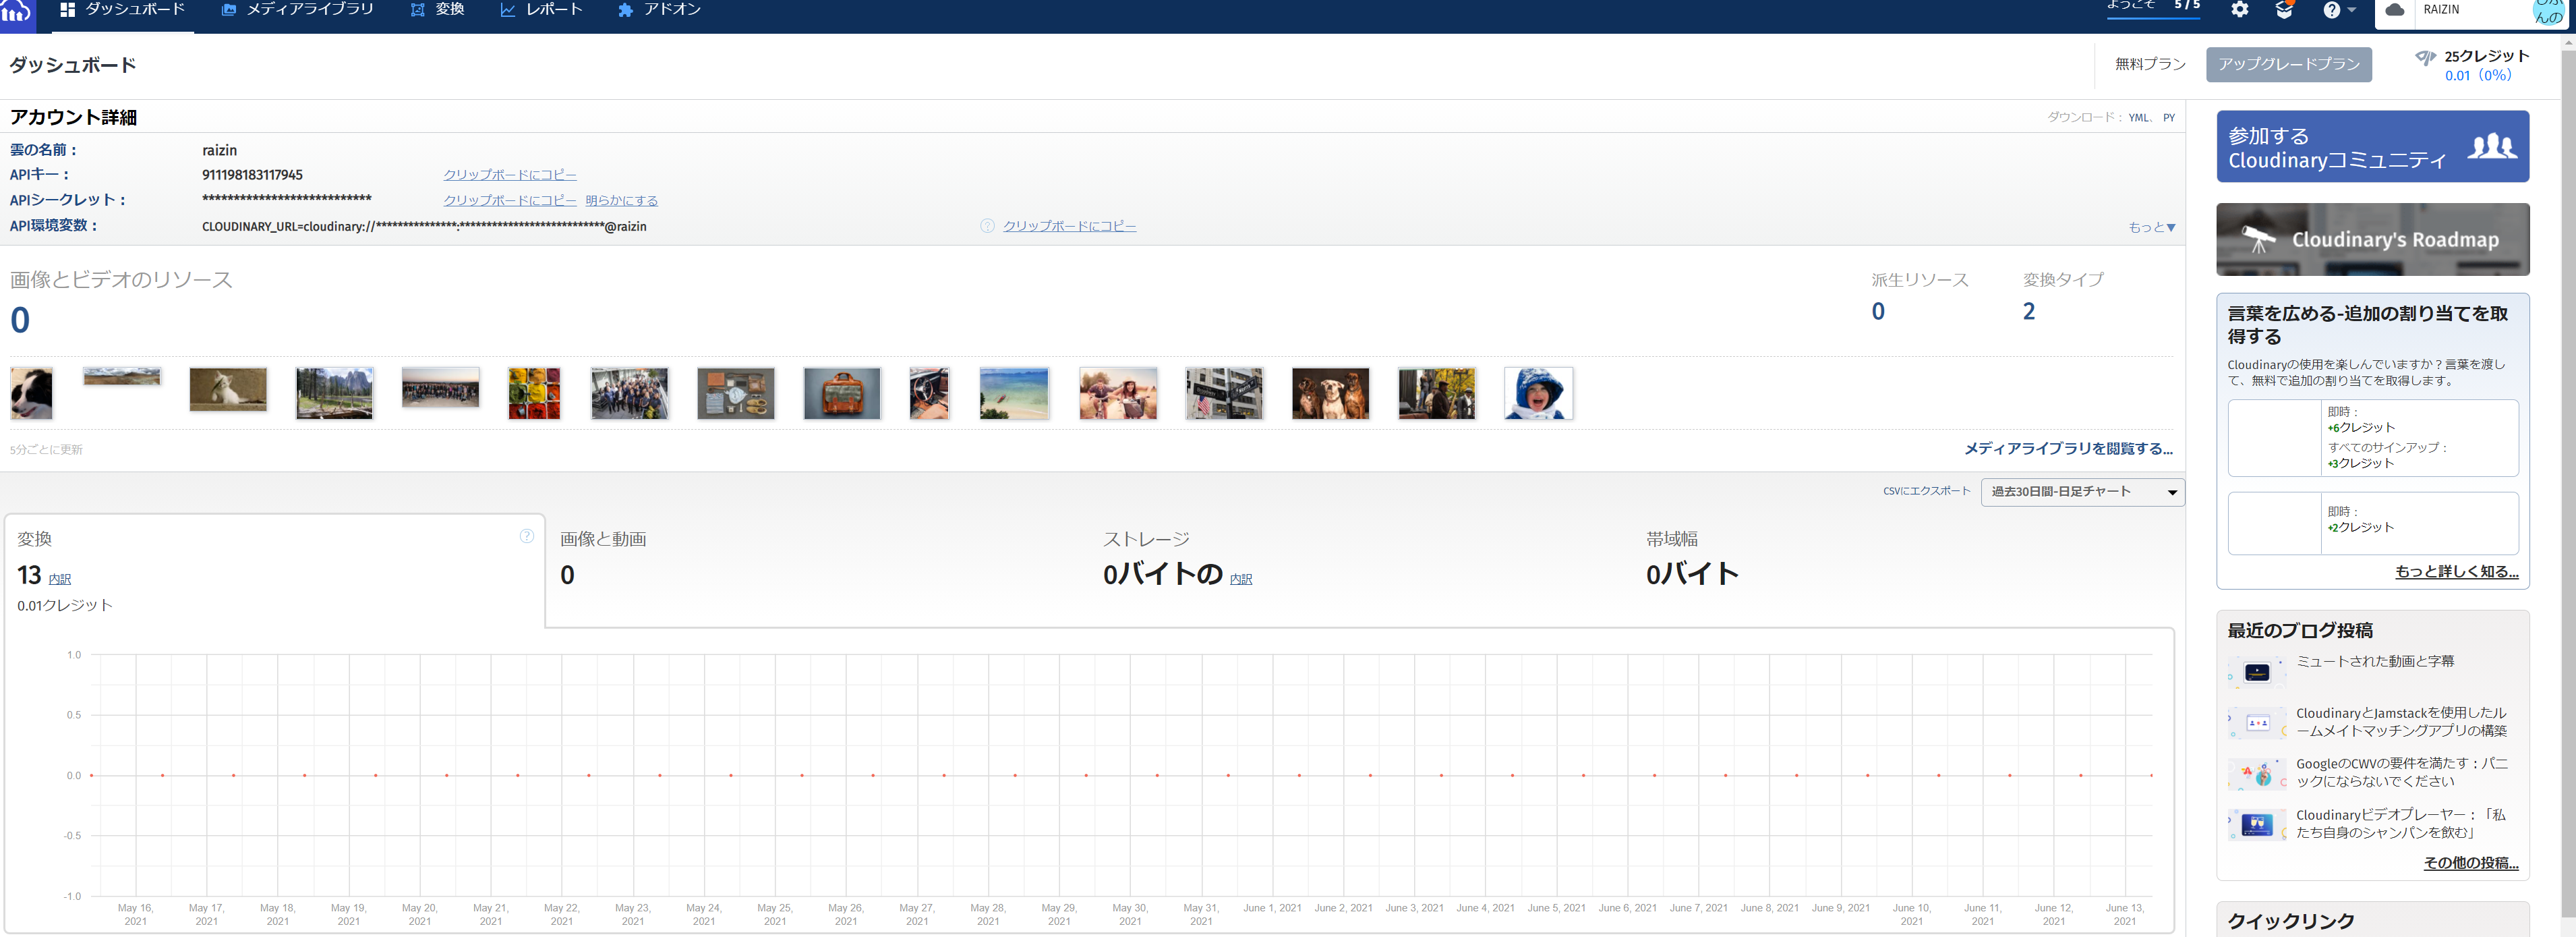 ダッシュボード
メディアライブラリ
変換
レポート
アドオン
ようこそ 5 / 5
RAIZIN
んの
ダッシュボード
無料プラン
アップグレードプラン
25クレジット
0.01（0％）
アカウント詳細
ダウンロード： YML、 PY
雲の名前： raizin
APIキー： 911198183117945 クリップボードにコピー
APIシークレット： *************************** クリップボードにコピー 明らかにする
API環境変数： CLOUDINARY_URL=cloudinary://***************:***************************@raizin ? クリップボードにコピー
もっと▼
画像とビデオのリソース
0
派生リソース
0
変換タイプ
2
5分ごとに更新
メディアライブラリを閲覧する...
CSVにエクスポート
過去30日間-日足チャート
変換 ?
13 内訳
0.01クレジット
画像と動画
0
ストレージ
0バイトの 内訳
帯域幅
0バイト
1.0
0.5
0.0
-0.5
-1.0
May 16, 2021
May 17, 2021
May 18, 2021
May 19, 2021
May 20, 2021
May 21, 2021
May 22, 2021
May 23, 2021
May 24, 2021
May 25, 2021
May 26, 2021
May 27, 2021
May 28, 2021
May 29, 2021
May 30, 2021
May 31, 2021
June 1, 2021
June 2, 2021
June 3, 2021
June 4, 2021
June 5, 2021
June 6, 2021
June 7, 2021
June 8, 2021
June 9, 2021
June 10, 2021
June 11, 2021
June 12, 2021
June 13, 2021
参加する
Cloudinaryコミュニティ
Cloudinary's Roadmap
言葉を広める-追加の割り当てを取
得する
Cloudinaryの使用を楽しんでいますか？言葉を渡し
て、無料で追加の割り当てを取得します。
即時：
+6クレジット
すべてのサインアップ：
+3クレジット
即時：
+2クレジット
もっと詳しく知る...
最近のブログ投稿
ミュートされた動画と字幕
CloudinaryとJamstackを使用したル
ームメイトマッチングアプリの構築
GoogleのCWVの要件を満たす：パニ
ックにならないでください
Cloudinaryビデオプレーヤー：「私
たち自身のシャンパンを飲む」
その他の投稿...
クイックリンク